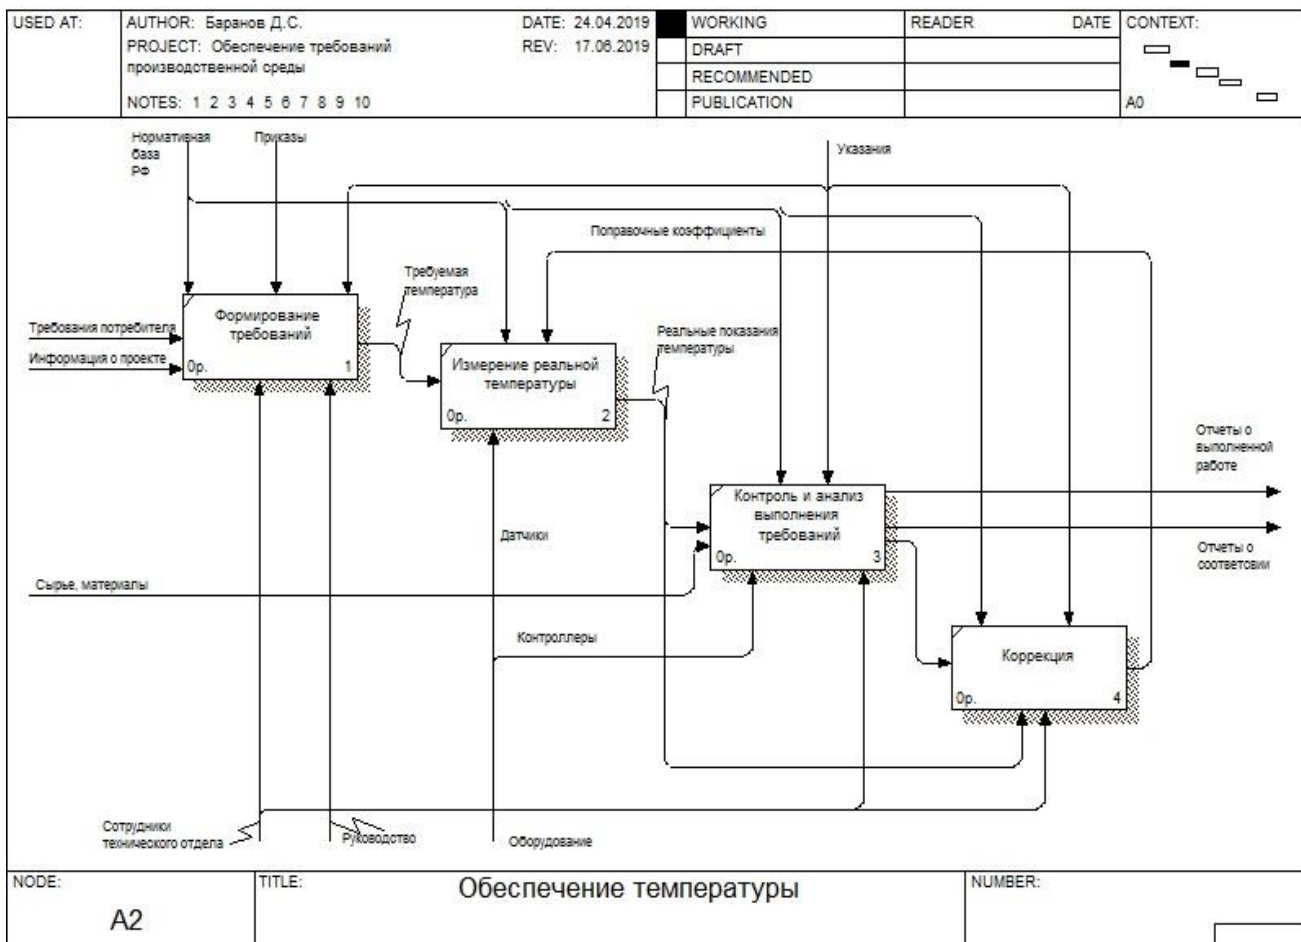 USED AT:
AUTHOR: Баранов Д.С.
DATE: 24.04.2019
PROJECT: Обеспечение требований
производственной среды
REV: 17.06.2019
NOTES: 1 2 3 4 5 6 7 8 9 10
WORKING
DRAFT
RECOMMENDED
PUBLICATION
READER
DATE
CONTEXT:
A0
Нормативная
база
РФ
Приказы
Указания
Поправочные коэффициенты
Требуемая
температура
Формирование
требований
0р.
1
Требования потребителя
Информация о проекте
Реальные показания
температуры
Измерение реальной
температуры
0р.
2
Отчеты о
выполненной
работе
Контроль и анализ
выполнения
требований
0р.
3
Датчики
Отчеты о
соответсвии
Сырье, материалы
Контроллеры
Коррекция
0р.
4
Сотрудники
технического отдела
Руководство
Оборудование
NODE:
A2
TITLE:
Обеспечение температуры
NUMBER: